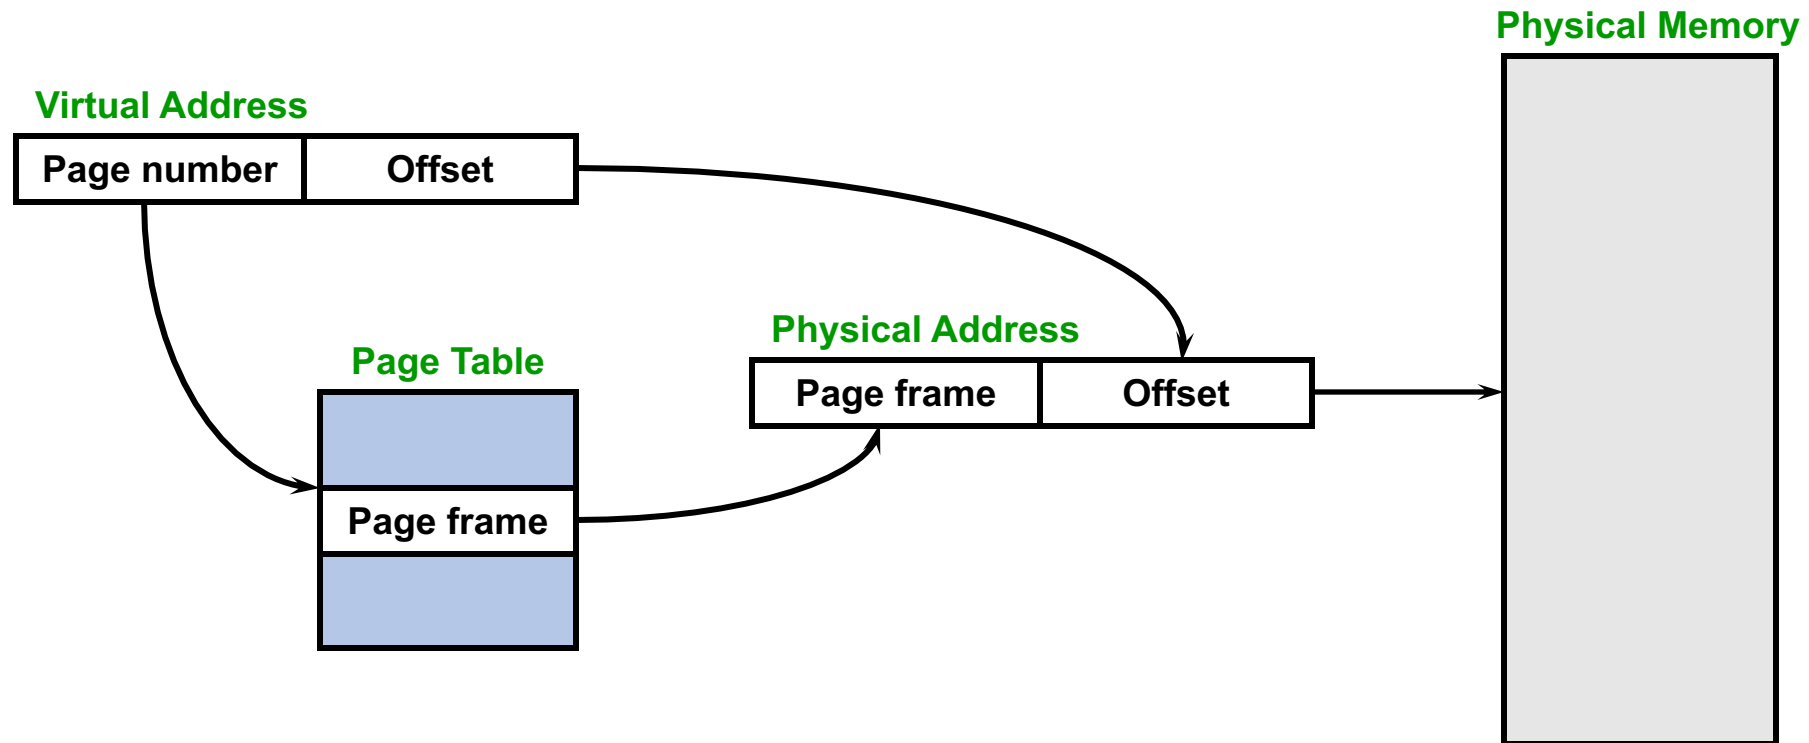 Physical Memory
Virtual Address
Page number
Offset
Physical Address
Page frame
Offset
Page Table
Page frame